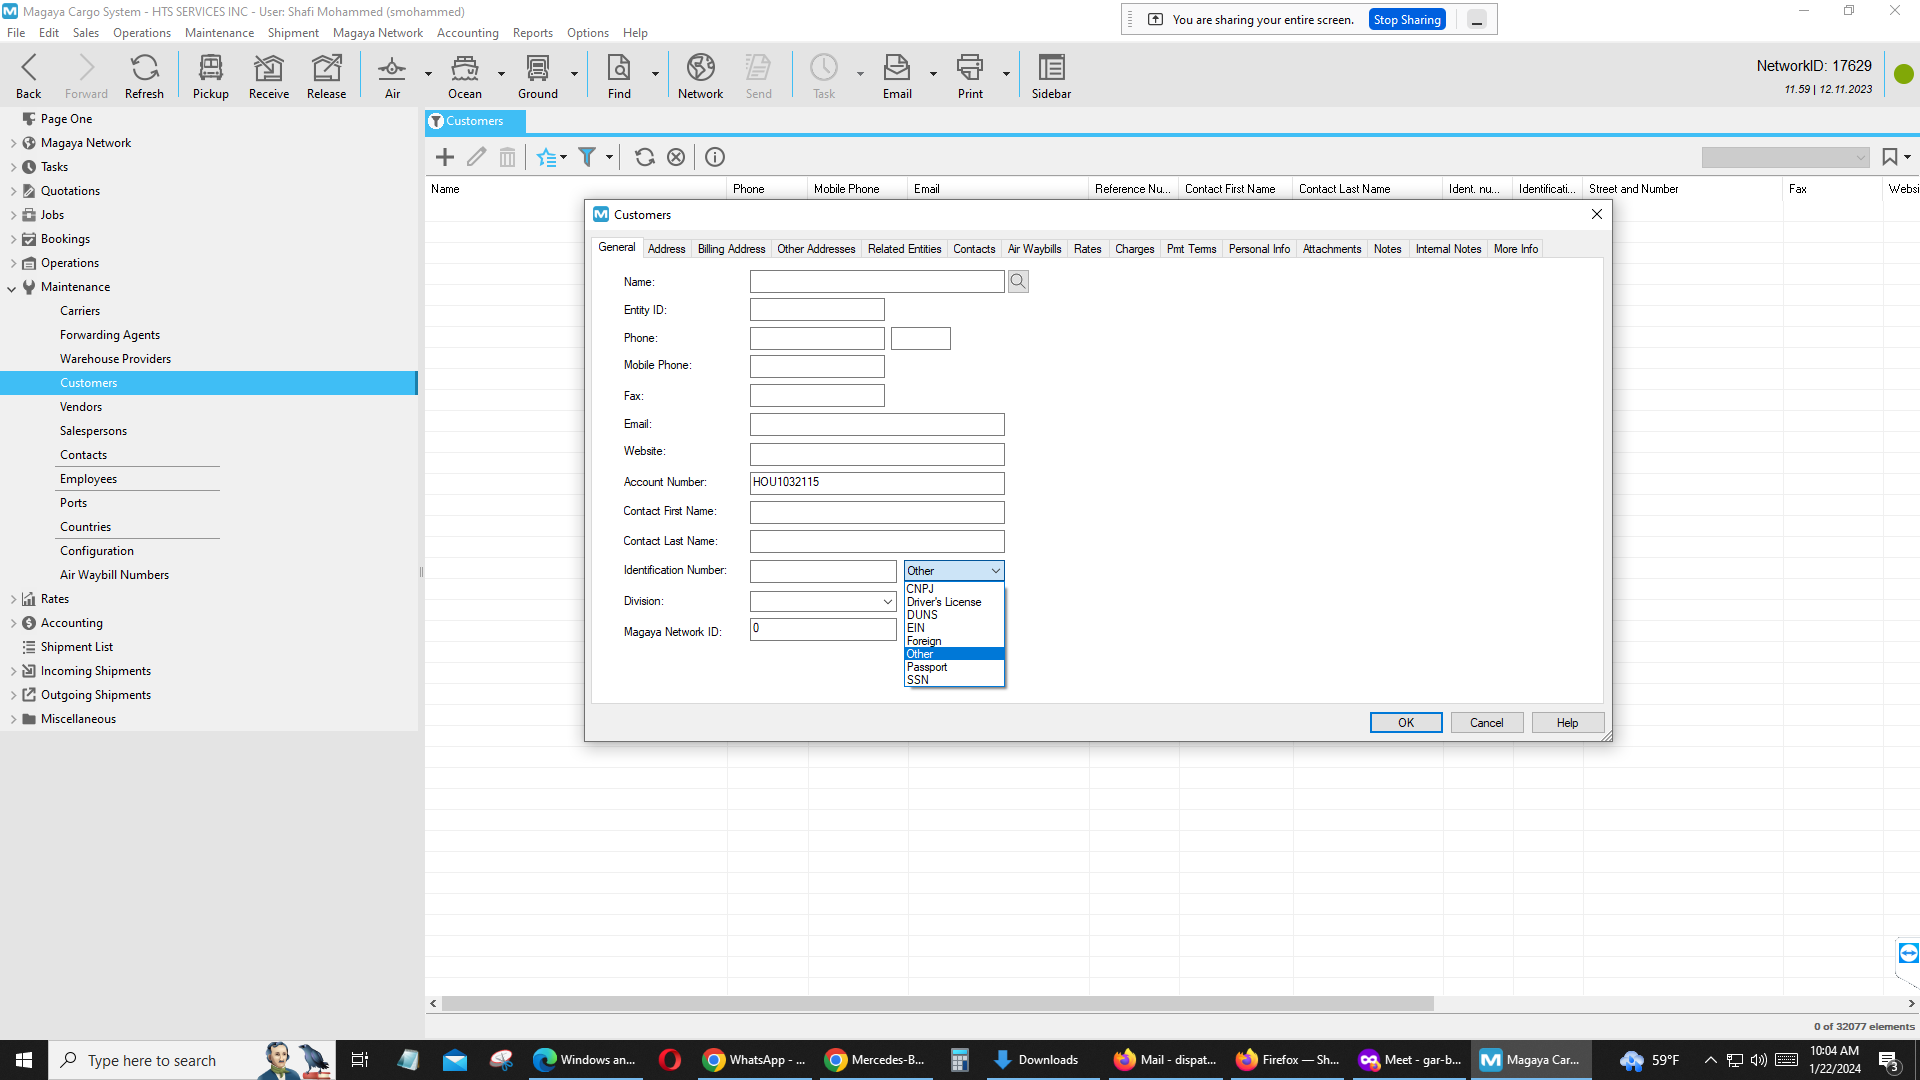 Magaya Cargo System - HTS SERVICES INC - User: Shafi Mohammed (smohammed)
You are sharing your entire screen.
Stop Sharing
File Edit Sales Operations Maintenance Shipment Magaya Network Accounting Reports Options Help
Back Forward Refresh Pickup Receive Release Air Ocean Ground Find Network Send Task Email Print Sidebar
NetworkID: 17629
11.59 | 12.11.2023
Page One
Magaya Network
Tasks
Quotations
Jobs
Bookings
Operations
Maintenance
Carriers
Forwarding Agents
Warehouse Providers
Customers
Vendors
Salespersons
Contacts
Employees
Ports
Countries
Configuration
Air Waybill Numbers
Rates
Accounting
Shipment List
Incoming Shipments
Outgoing Shipments
Miscellaneous
Customers
Name Phone Mobile Phone Email Reference Nu... Contact First Name Contact Last Name Ident. nu... Identificati... Street and Number Fax Websi
Customers
General Address Billing Address Other Addresses Related Entities Contacts Air Waybills Rates Charges Pmt Terms Personal Info Attachments Notes Internal Notes More Info
Name:
Entity ID:
Phone:
Mobile Phone:
Fax:
Email:
Website:
Account Number: HOU1032115
Contact First Name:
Contact Last Name:
Identification Number: Other
CNPJ
Driver's License
DUNS
EIN
Foreign
Other
Passport
SSN
Division:
Magaya Network ID: 0
OK Cancel Help
0 of 32077 elements
Type here to search
Windows an...
WhatsApp - ...
Mercedes-B...
Downloads
Mail - dispat...
Firefox — Sh...
Meet - gar-b...
Magaya Car...
59°F
10:04 AM
1/22/2024
3